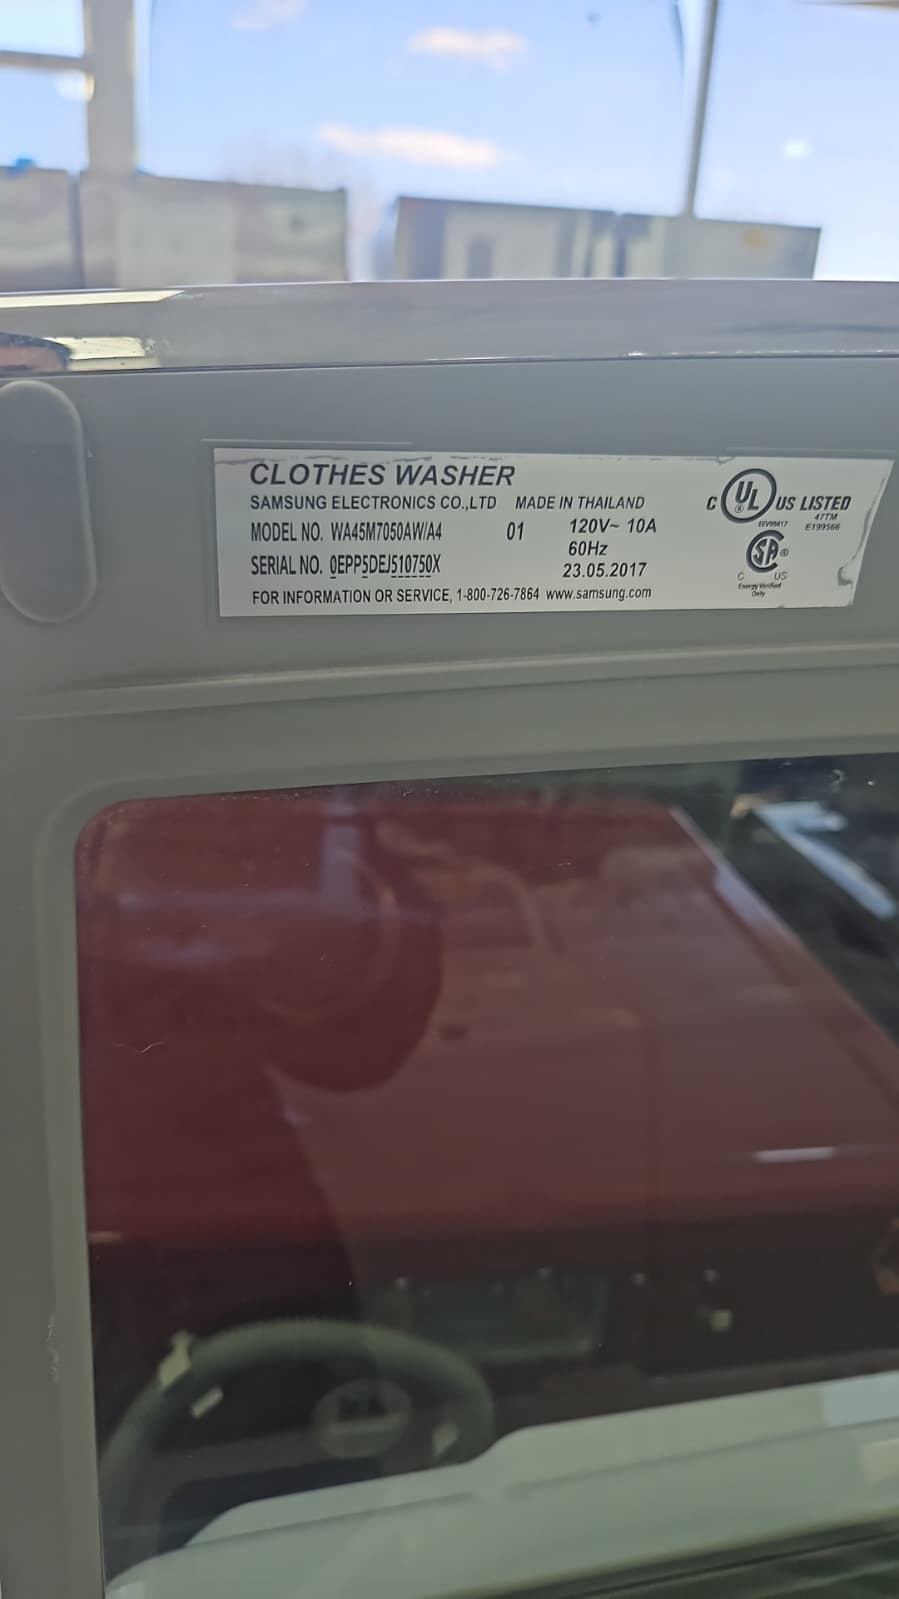 CLOTHES WASHER
SAMSUNG ELECTRONICS CO.,LTD MADE IN THAILAND
MODEL NO. WA45M7050AW/A4 01 120V~ 10A
60Hz
SERIAL NO. 0EPP5DEJ510750X
23.05.2017
FOR INFORMATION OR SERVICE, 1-800-726-7864 www.samsung.com
C UL ® US LISTED
47TM
EEV99417 E199566
SA ®
C US
Energy Verified
Only